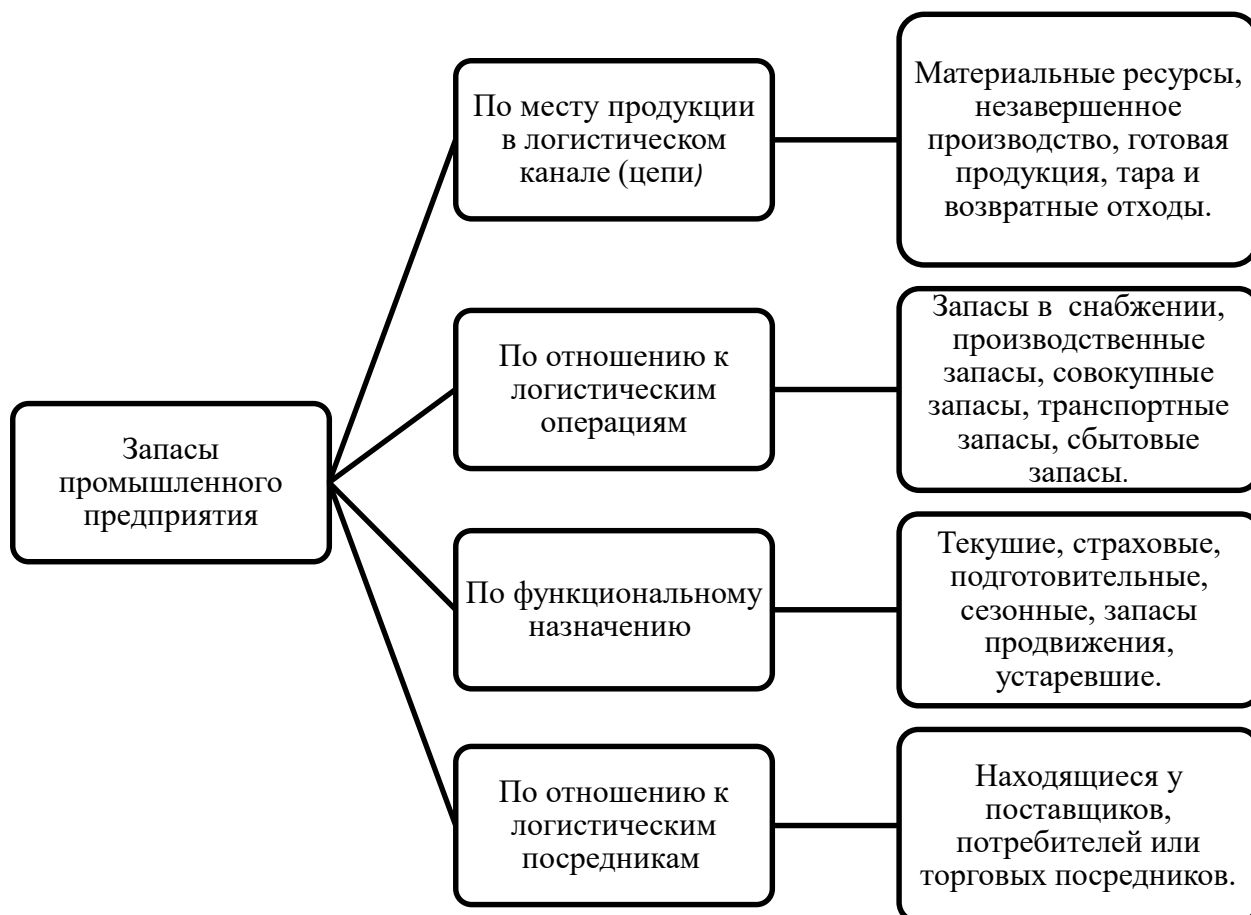 Запасы
промышленного
предприятия
По месту продукции
в логистическом
канале (цепи)
Материальные ресурсы,
незавершенное
производство, готовая
продукция, тара и
возвратные отходы.
По отношению к
логистическим
операциям
Запасы в снабжении,
производственные
запасы, совокупные
запасы, транспортные
запасы, сбытовые
запасы.
По функциональному
назначению
Текушие, страховые,
подготовительные,
сезонные, запасы
продвижения,
устаревшие.
По отношению к
логистическим
посредникам
Находящиеся у
поставщиков,
потребителей или
торговых посредников.